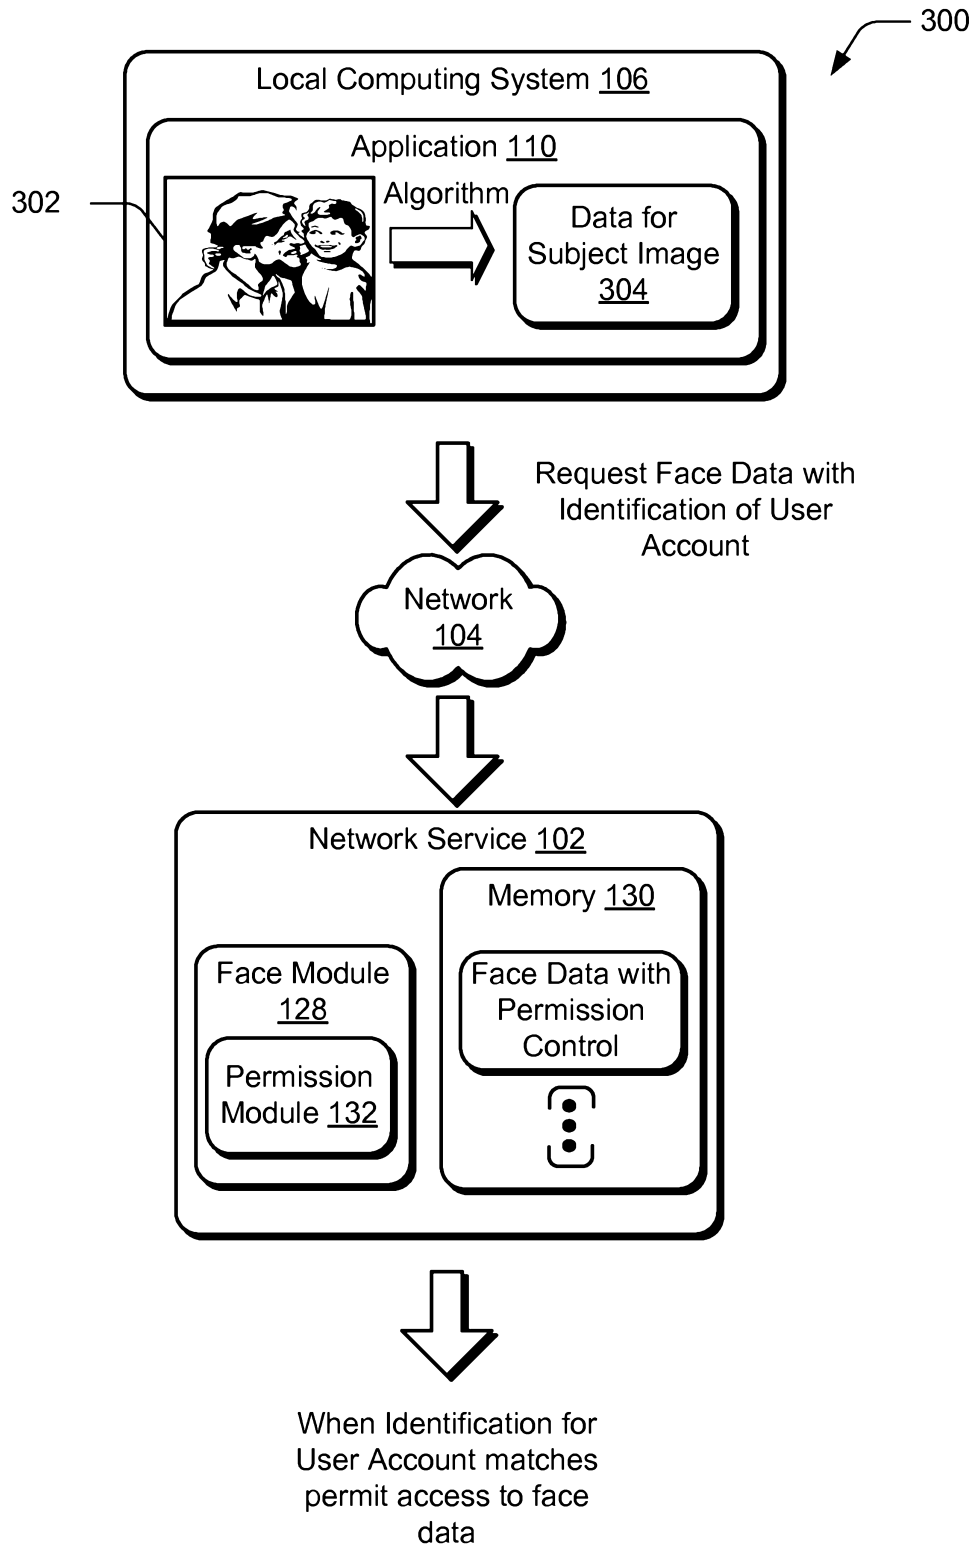 300
Local Computing System 106
Application 110
302
Algorithm
Data for
Subject Image
304
Request Face Data with
Identification of User
Account
Network
104
Network Service 102
Memory 130
Face Module
128
Permission
Module 132
Face Data with
Permission
Control
When Identification for
User Account matches
permit access to face
data